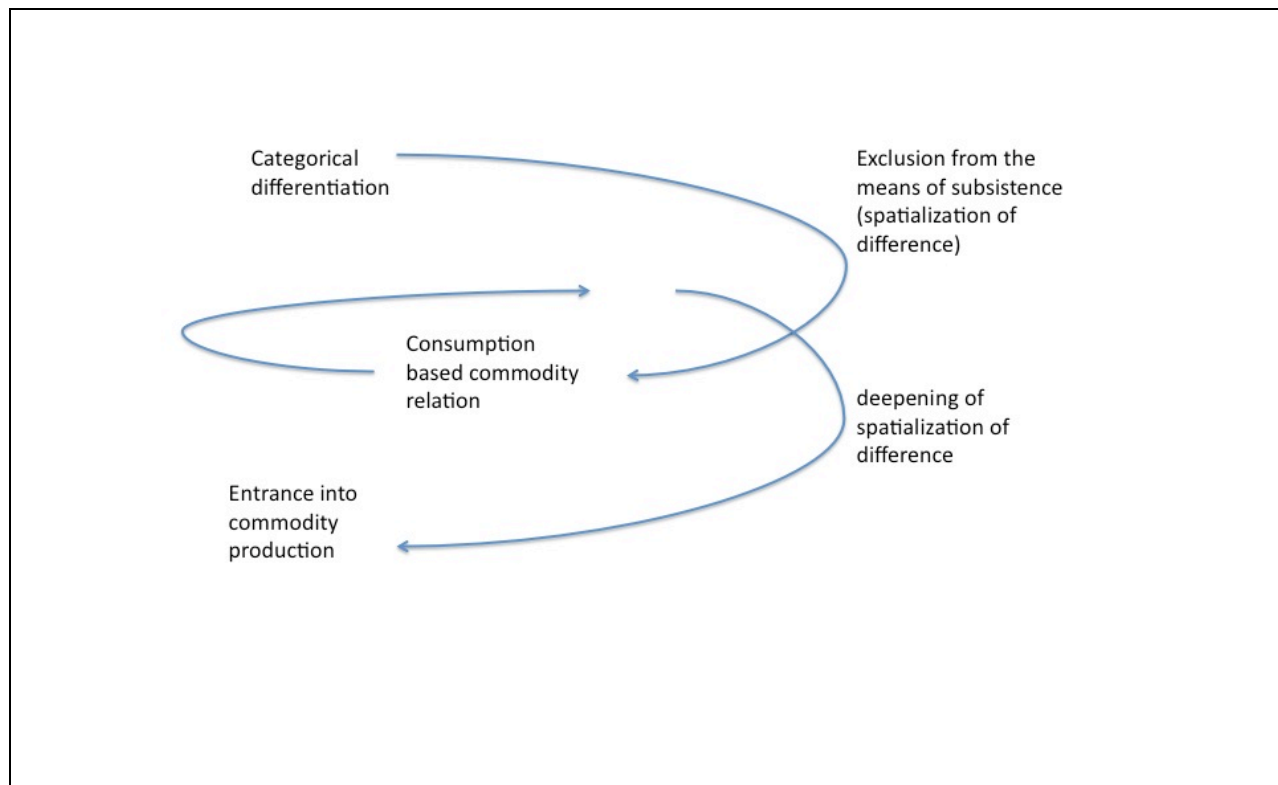 Categorical
differentiation
Exclusion from the
means of subsistence
(spatialization of
difference)
Consumption
based commodity
relation
deepening of
spatialization of
difference
Entrance into
commodity
production